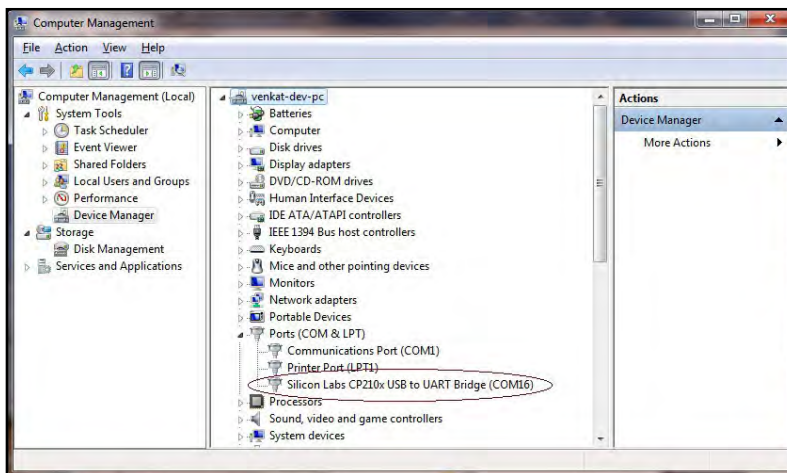 Computer Management
File Action View Help
Computer Management (Local)
System Tools
Task Scheduler
Event Viewer
Shared Folders
Local Users and Groups
Performance
Device Manager
Storage
Disk Management
Services and Applications
venkat-dev-pc
Batteries
Computer
Disk drives
Display adapters
DVD/CD-ROM drives
Human Interface Devices
IDE ATA/ATAPI controllers
IEEE 1394 Bus host controllers
Keyboards
Mice and other pointing devices
Monitors
Network adapters
Portable Devices
Ports (COM & LPT)
Communications Port (COM1)
Printer Port (LPT1)
Silicon Labs CP210x USB to UART Bridge (COM16)
Processors
Sound, video and game controllers
System devices
Actions
Device Manager
More Actions